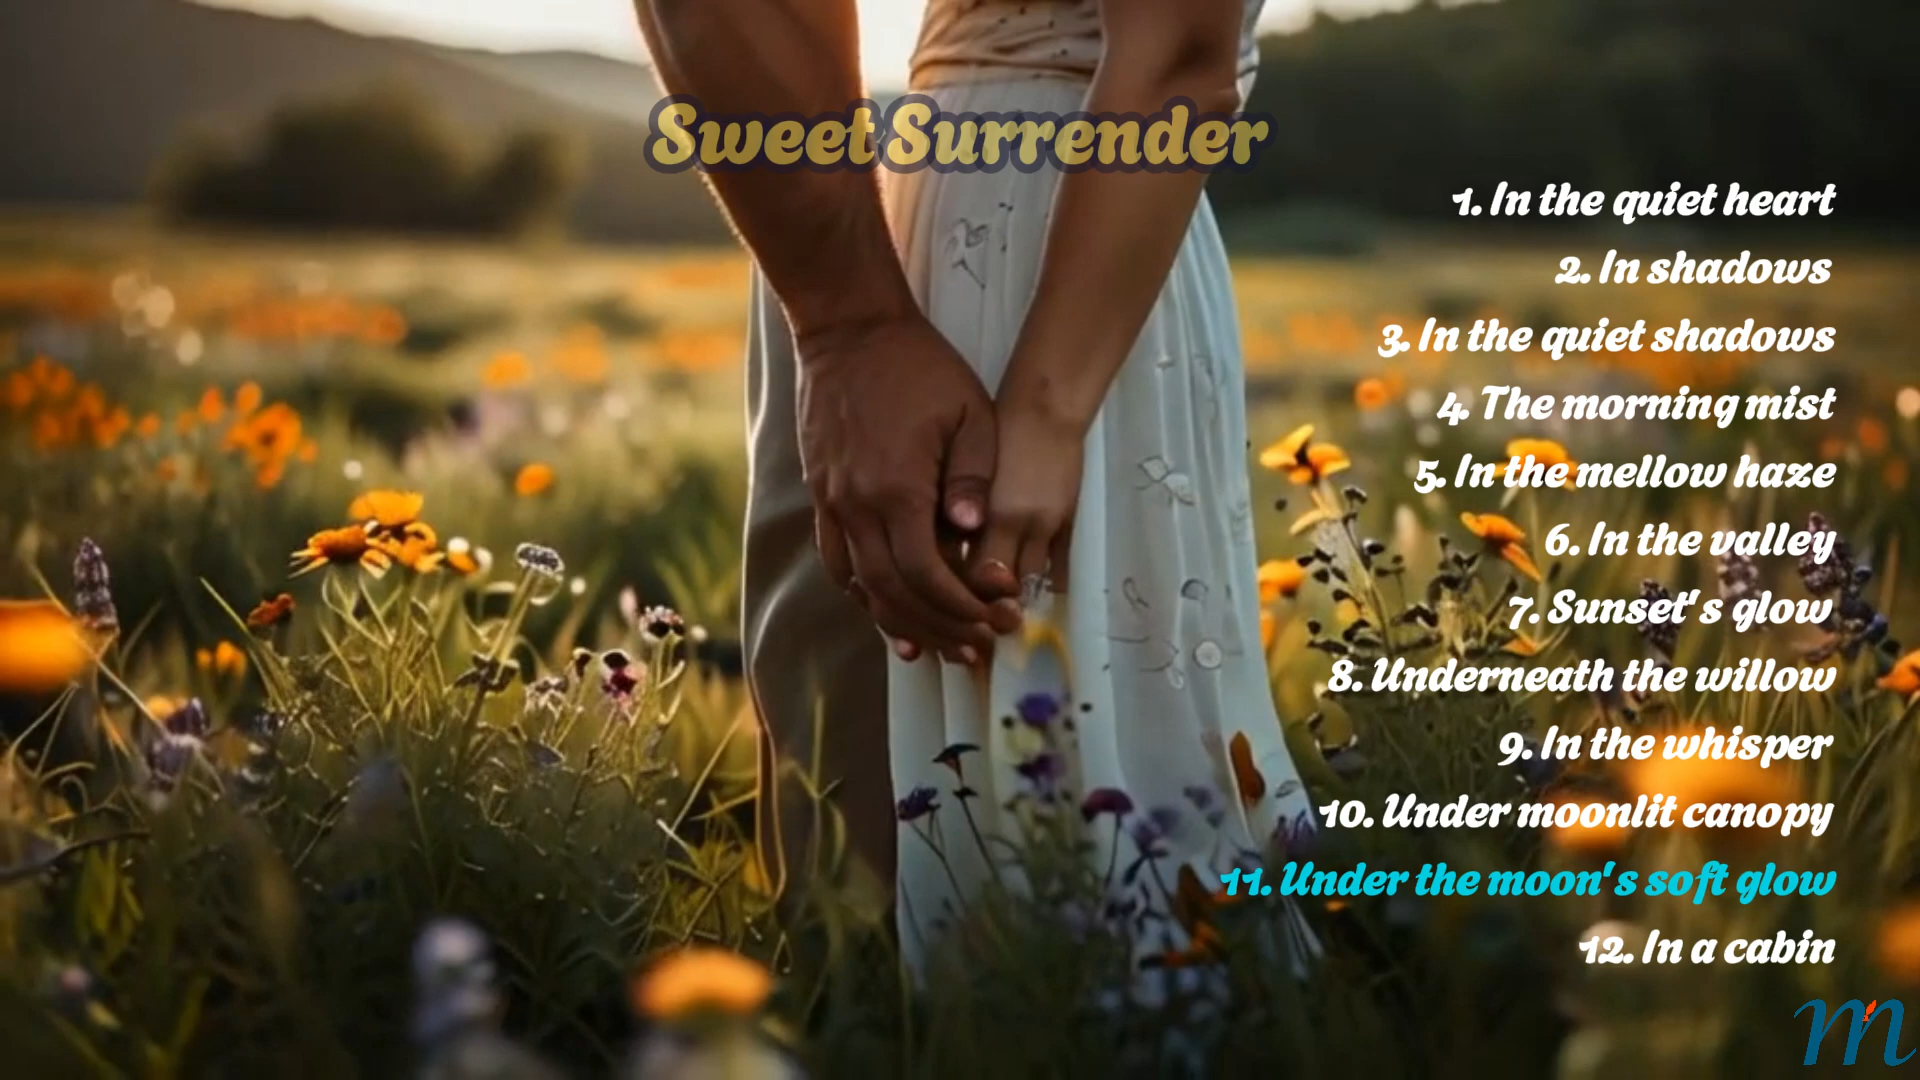 Sweet Surrender
1. In the quiet heart
2. In shadows
3. In the quiet shadows
4. The morning mist
5. In the mellow haze
6. In the valley
7. Sunset's glow
8. Underneath the willow
9. In the whisper
10. Under moonlit canopy
11. Under the moon's soft glow
12. In a cabin
m